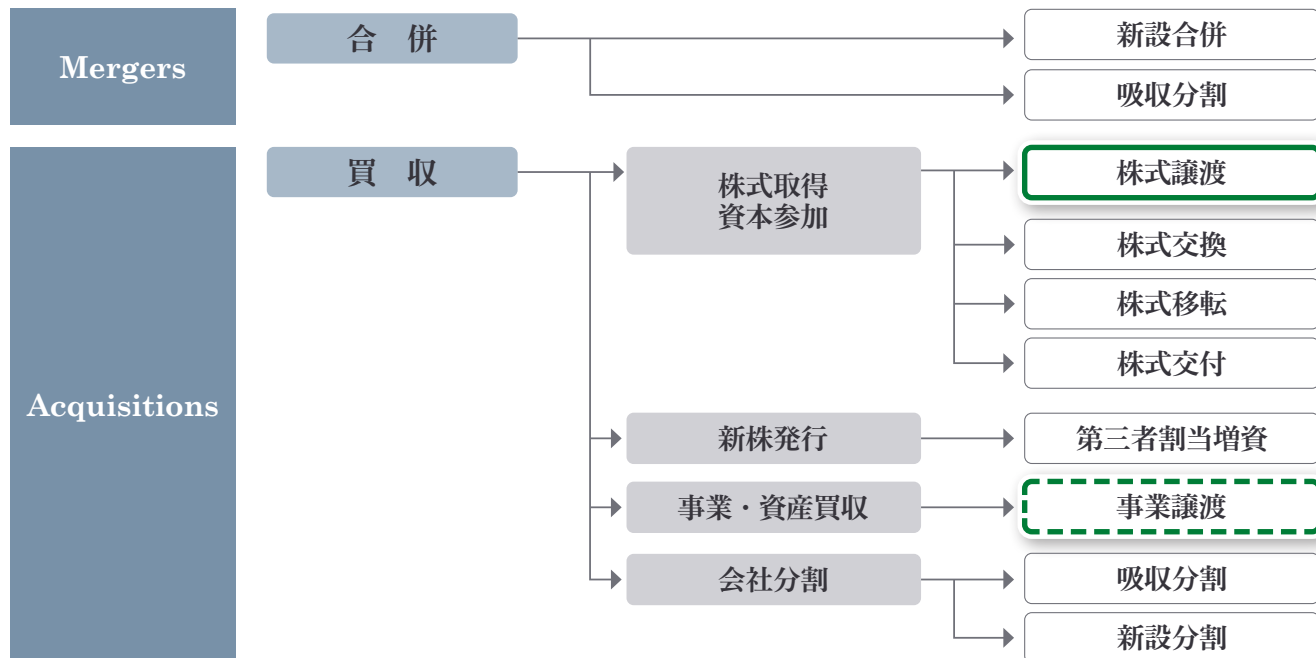 Mergers
合 併
新設合併
吸収分割
Acquisitions
買 収
株式取得
資本参加
株式譲渡
株式交換
株式移転
株式交付
新株発行
第三者割当増資
事業・資産買収
事業譲渡
会社分割
吸収分割
新設分割